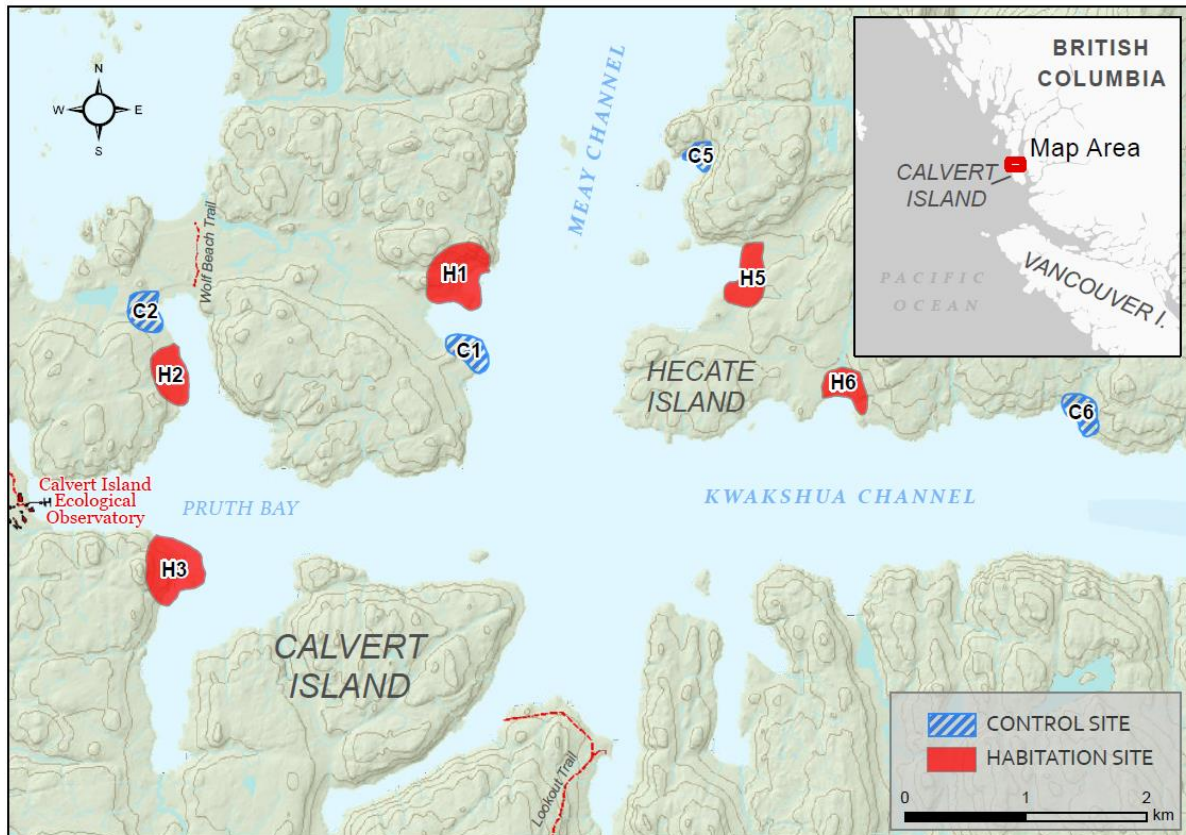 N
W
E
S
MEAY CHANNEL
C5
BRITISH
COLUMBIA
Map Area
CALVERT
ISLAND
PACIFIC
OCEAN
VANCOUVER I.
Wolf Beach Trail
H1
H5
C2
C1
H2
HECATE
ISLAND
H6
C6
Calvert Island
Ecological
Observatory
PRUTH BAY
KWAKSHUA CHANNEL
H3
CALVERT
ISLAND
Lookout Trail
CONTROL SITE
HABITATION SITE
0
1
2
km